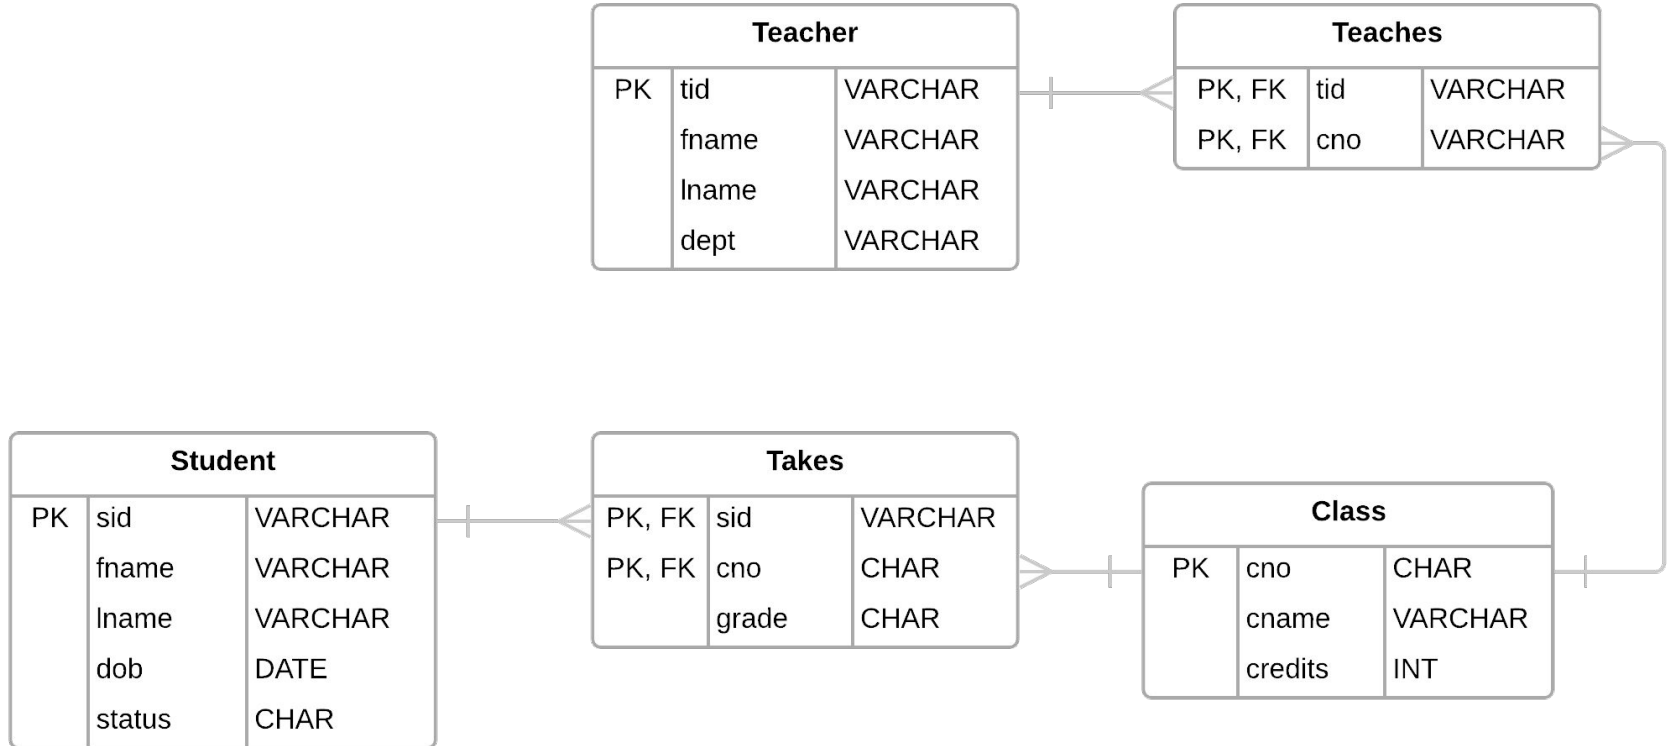 Teacher
PK tid VARCHAR
fname VARCHAR
lname VARCHAR
dept VARCHAR
Teaches
PK, FK tid VARCHAR
PK, FK cno VARCHAR
Student
PK sid VARCHAR
fname VARCHAR
lname VARCHAR
dob DATE
status CHAR
Takes
PK, FK sid VARCHAR
PK, FK cno CHAR
grade CHAR
Class
PK cno CHAR
cname VARCHAR
credits INT